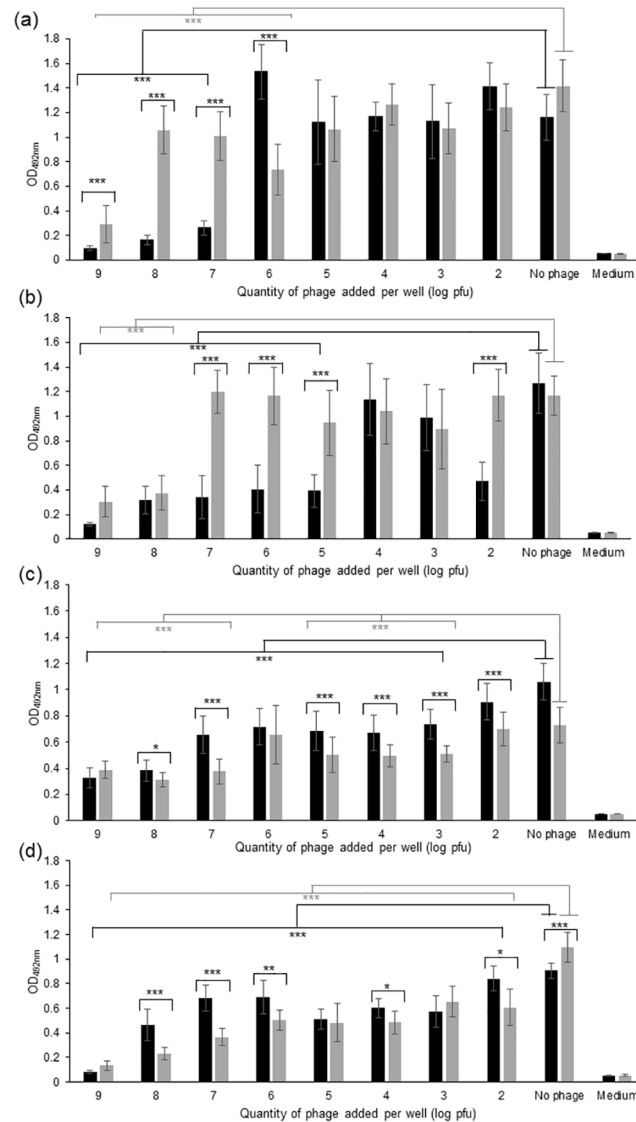 (a)
1.8
***
1.6
***
1.4
***
1.2
*** ***
1
0.8
0.6
0.4
***
0.2
0
OD492nm
9 8 7 6 5 4 3 2 No phage Medium
Quantity of phage added per well (log pfu)
(b)
1.8
***
1.6
***
1.4
*** *** *** ***
1.2
1
0.8
0.6
0.4
0.2
0
OD492nm
9 8 7 6 5 4 3 2 No phage Medium
Quantity of phage added per well (log pfu)
(c)
1.8
1.6
*** ***
1.4
***
1.2
***
1
*** *** *** ***
0.8
0.6
*
0.4
0.2
0
OD492nm
9 8 7 6 5 4 3 2 No phage Medium
Quantity of phage added per well (log pfu)
(d)
1.8
1.6
***
1.4
***
1.2
***
1
*** ** *
0.8
*** *
0.6
0.4
0.2
0
OD492nm
9 8 7 6 5 4 3 2 No phage Medium
Quantity of phage added per well (log pfu)